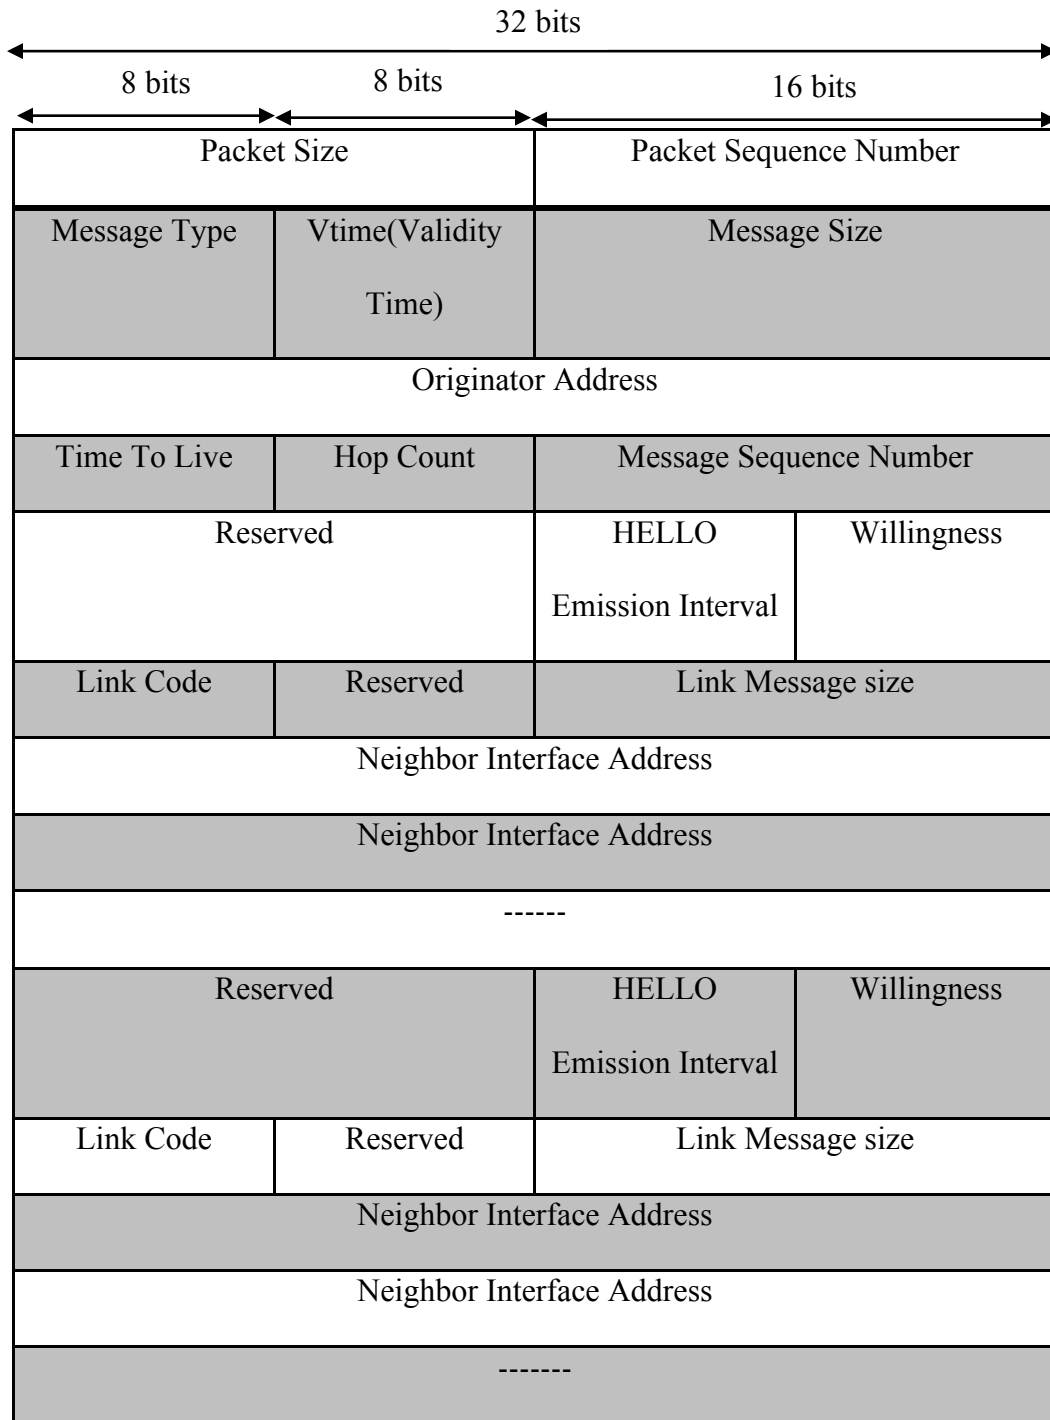 32 bits
8 bits 8 bits 16 bits
Packet Size Packet Sequence Number
Message Type Vtime(Validity Time) Message Size
Originator Address
Time To Live Hop Count Message Sequence Number
Reserved HELLO Emission Interval Willingness
Link Code Reserved Link Message size
Neighbor Interface Address
Neighbor Interface Address
------
Reserved HELLO Emission Interval Willingness
Link Code Reserved Link Message size
Neighbor Interface Address
Neighbor Interface Address
-------